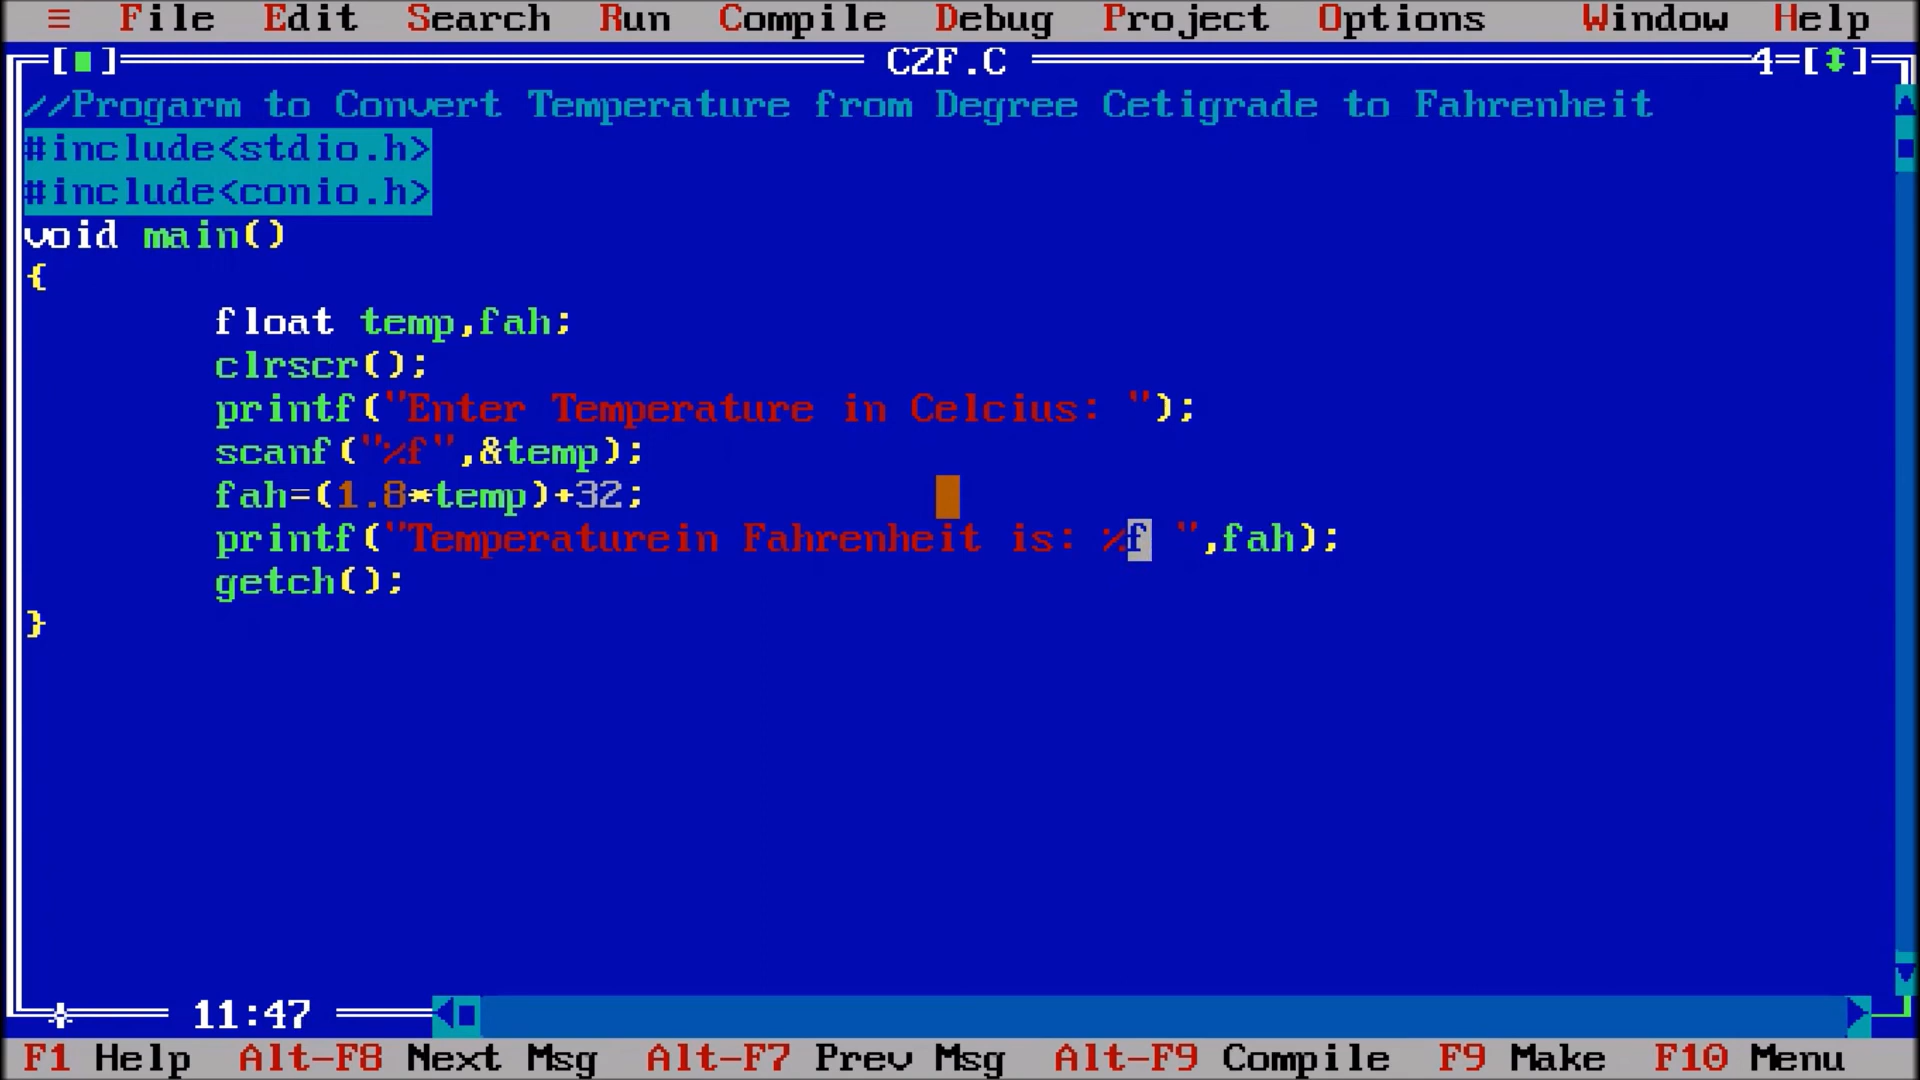 ≡ File Edit Search Run Compile Debug Project Options Window Help
[■] C2F.C 4=[↕]
//Progarm to Convert Temperature from Degree Cetigrade to Fahrenheit
#include<stdio.h>
#include<conio.h>
void main()
{
float temp,fah;
clrscr();
printf("Enter Temperature in Celcius: ");
scanf("%f",&temp);
fah=(1.8*temp)+32;
printf("Temperaturein Fahrenheit is: %f ",fah);
getch();
}
* 11:47
F1 Help Alt-F8 Next Msg Alt-F7 Prev Msg Alt-F9 Compile F9 Make F10 Menu